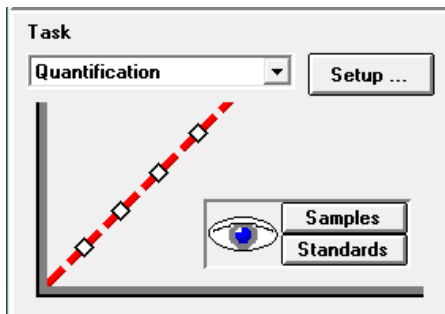 Task
Quantification
Setup ...
Samples
Standards